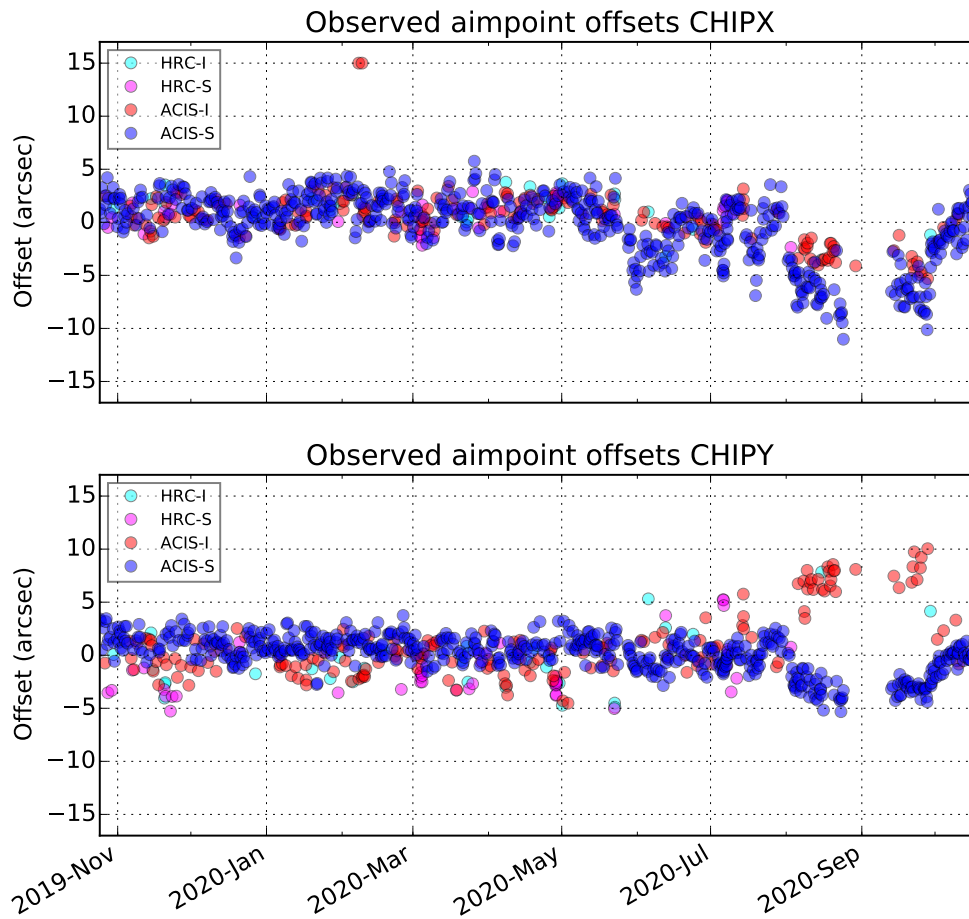 Observed aimpoint offsets CHIPX
Offset (arcsec)
15
10
5
0
−5
−10
−15
HRC-I
HRC-S
ACIS-I
ACIS-S
Observed aimpoint offsets CHIPY
Offset (arcsec)
15
10
5
0
−5
−10
−15
HRC-I
HRC-S
ACIS-I
ACIS-S
2019-Nov
2020-Jan
2020-Mar
2020-May
2020-Jul
2020-Sep